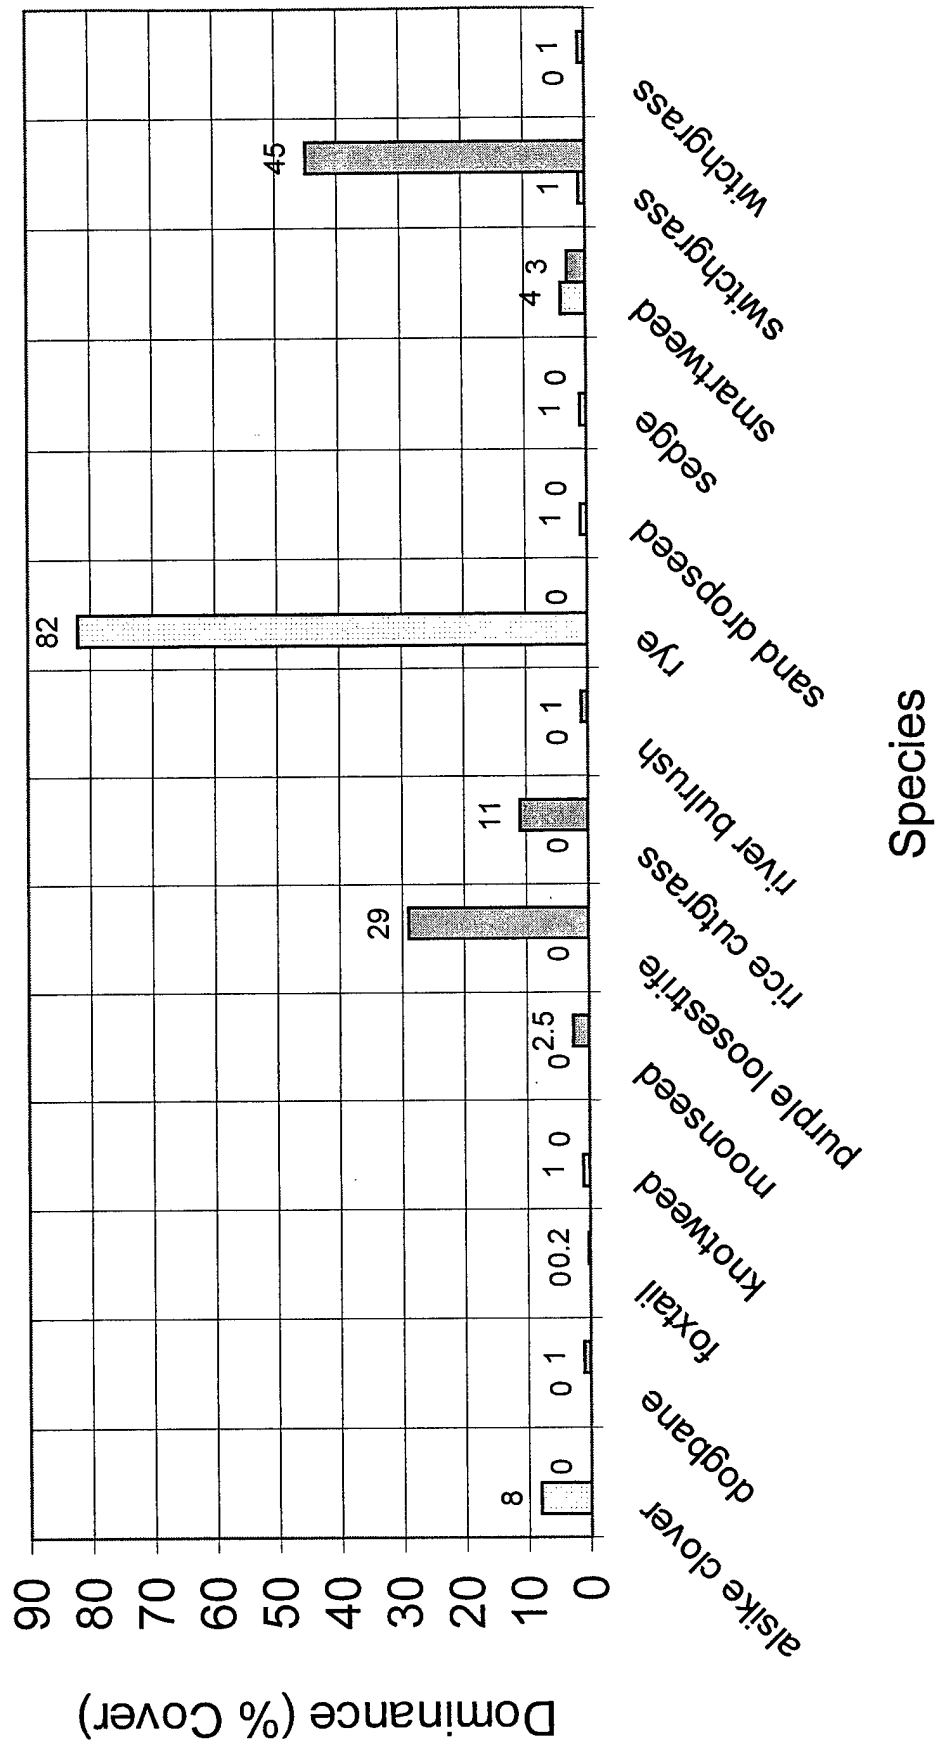 Dominance (% Cover)
90
80
70
60
50
40
30
20
10
0
8
0
0
1
0
0.2
1
0
0
2.5
0
29
0
11
0
1
82
0
1
0
1
0
4
3
1
45
0
1
alsike clover
dogbane
foxtail
knotweed
moonseed
purple loosestrife
rice cutgrass
river bulrush
rye
sand dropseed
sedge
smartweed
switchgrass
witchgrass
Species